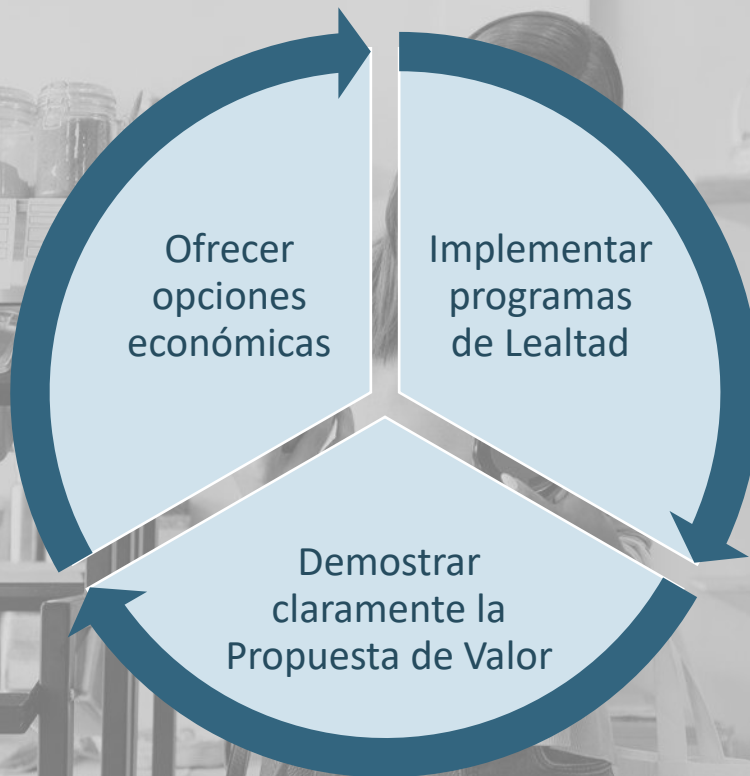 Ofrecer
opciones
económicas
Implementar
programas
de Lealtad
Demostrar
claramente la
Propuesta de Valor